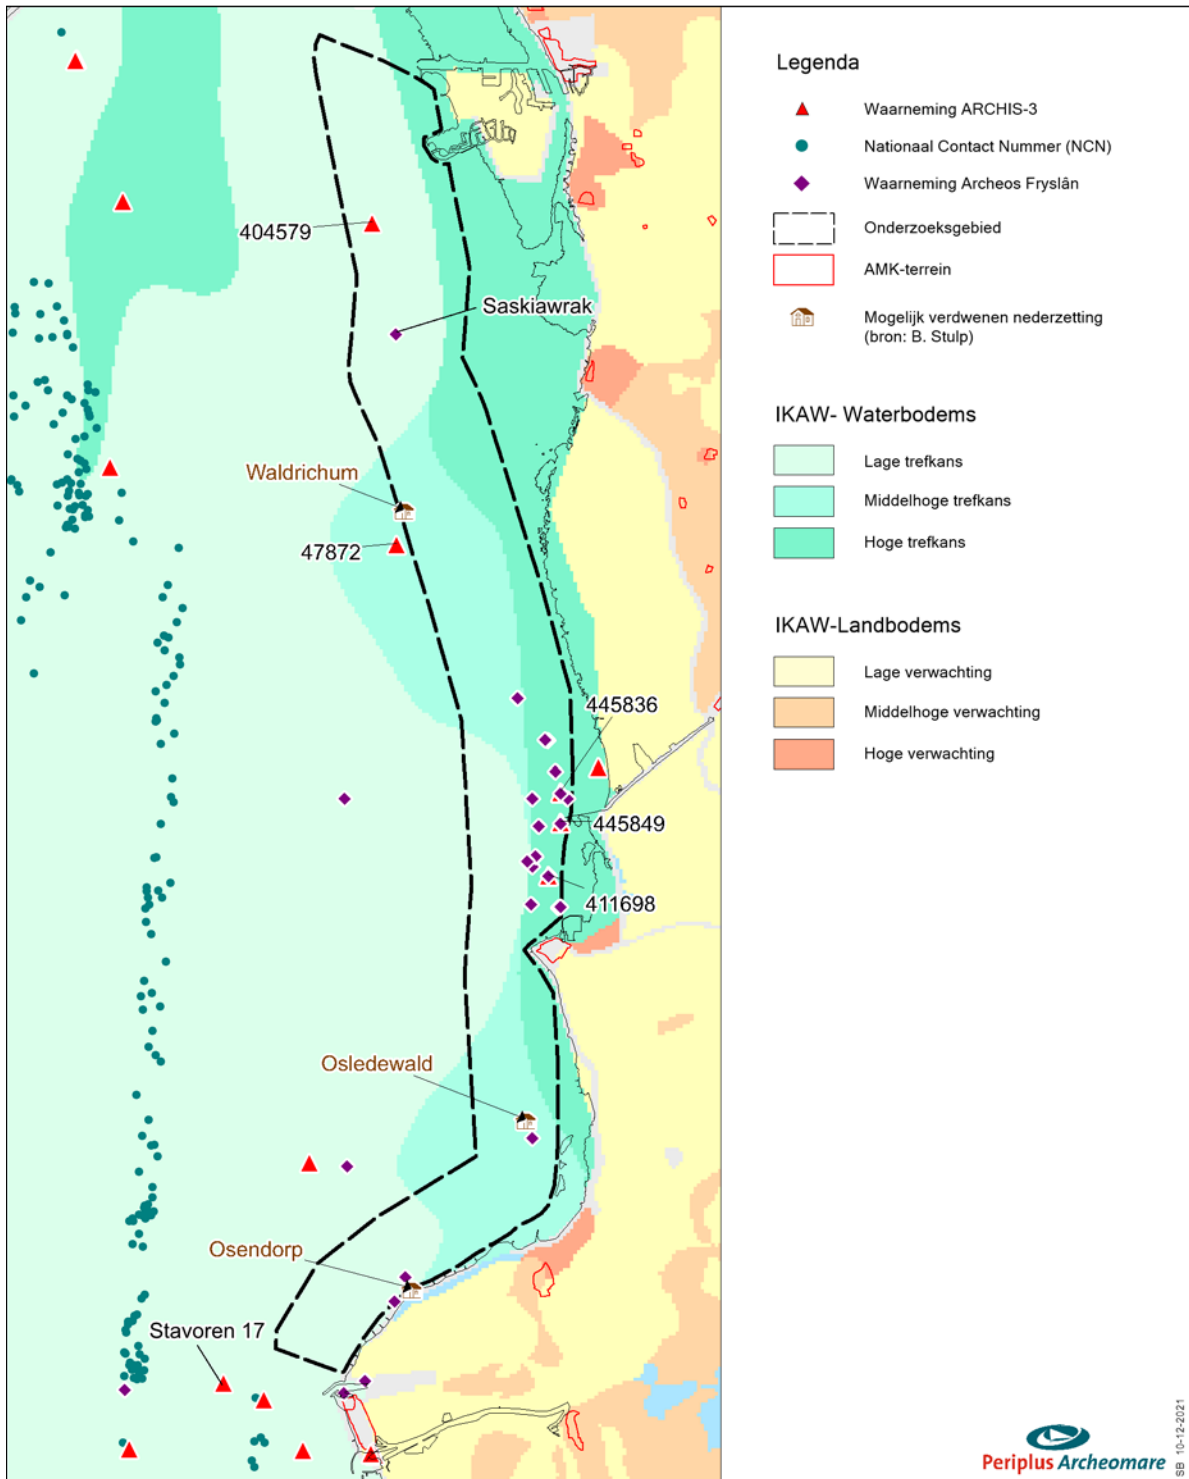 404579
Saskiawrak
Waldrichum
47872
445836
445849
411698
Osledewald
Osendorp
Stavoren 17
Legenda
Waarneming ARCHIS-3
Nationaal Contact Nummer (NCN)
Waarneming Archeos Fryslân
Onderzoeksgebied
AMK-terrein
Mogelijk verdwenen nederzetting
(bron: B. Stulp)
IKAW- Waterbodems
Lage trefkans
Middelhoge trefkans
Hoge trefkans
IKAW-Landbodems
Lage verwachting
Middelhoge verwachting
Hoge verwachting
Periplus Archeomare
SB 10-12-2021